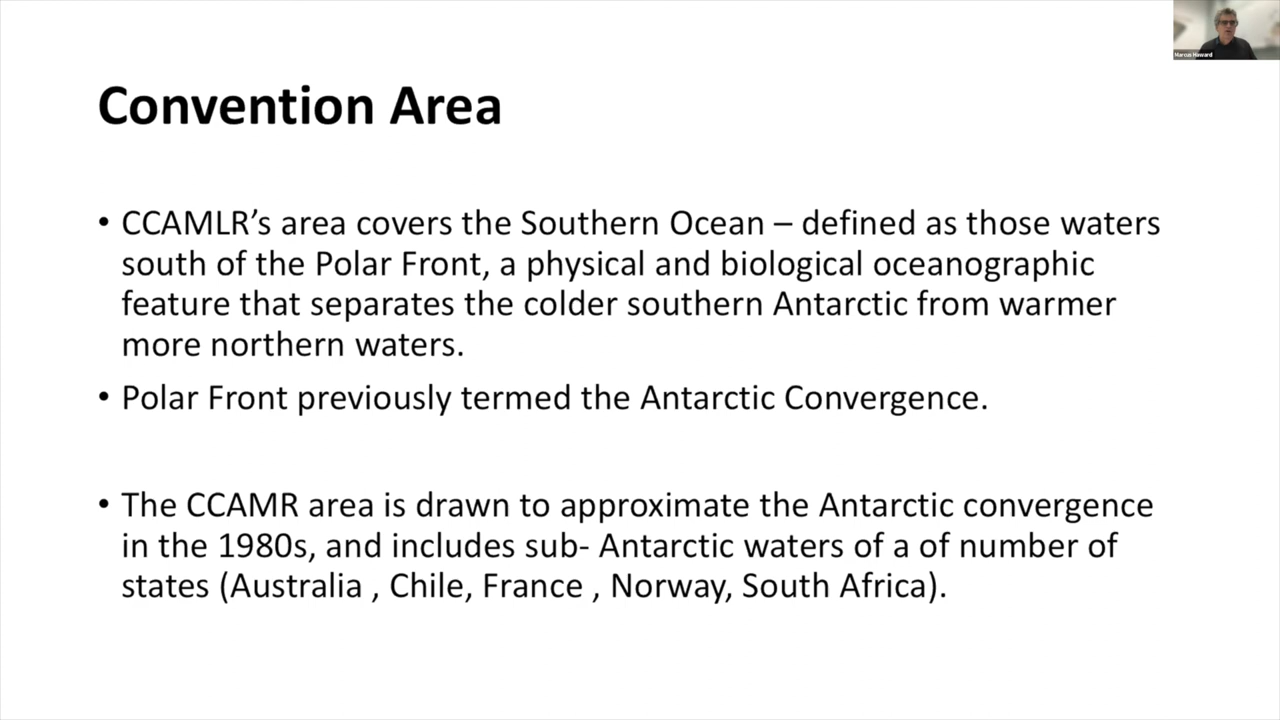 Marcus Haward
Convention Area
• CCAMLR’s area covers the Southern Ocean – defined as those waters
south of the Polar Front, a physical and biological oceanographic
feature that separates the colder southern Antarctic from warmer
more northern waters.
• Polar Front previously termed the Antarctic Convergence.
• The CCAMR area is drawn to approximate the Antarctic convergence
in the 1980s, and includes sub- Antarctic waters of a of number of
states (Australia , Chile, France , Norway, South Africa).